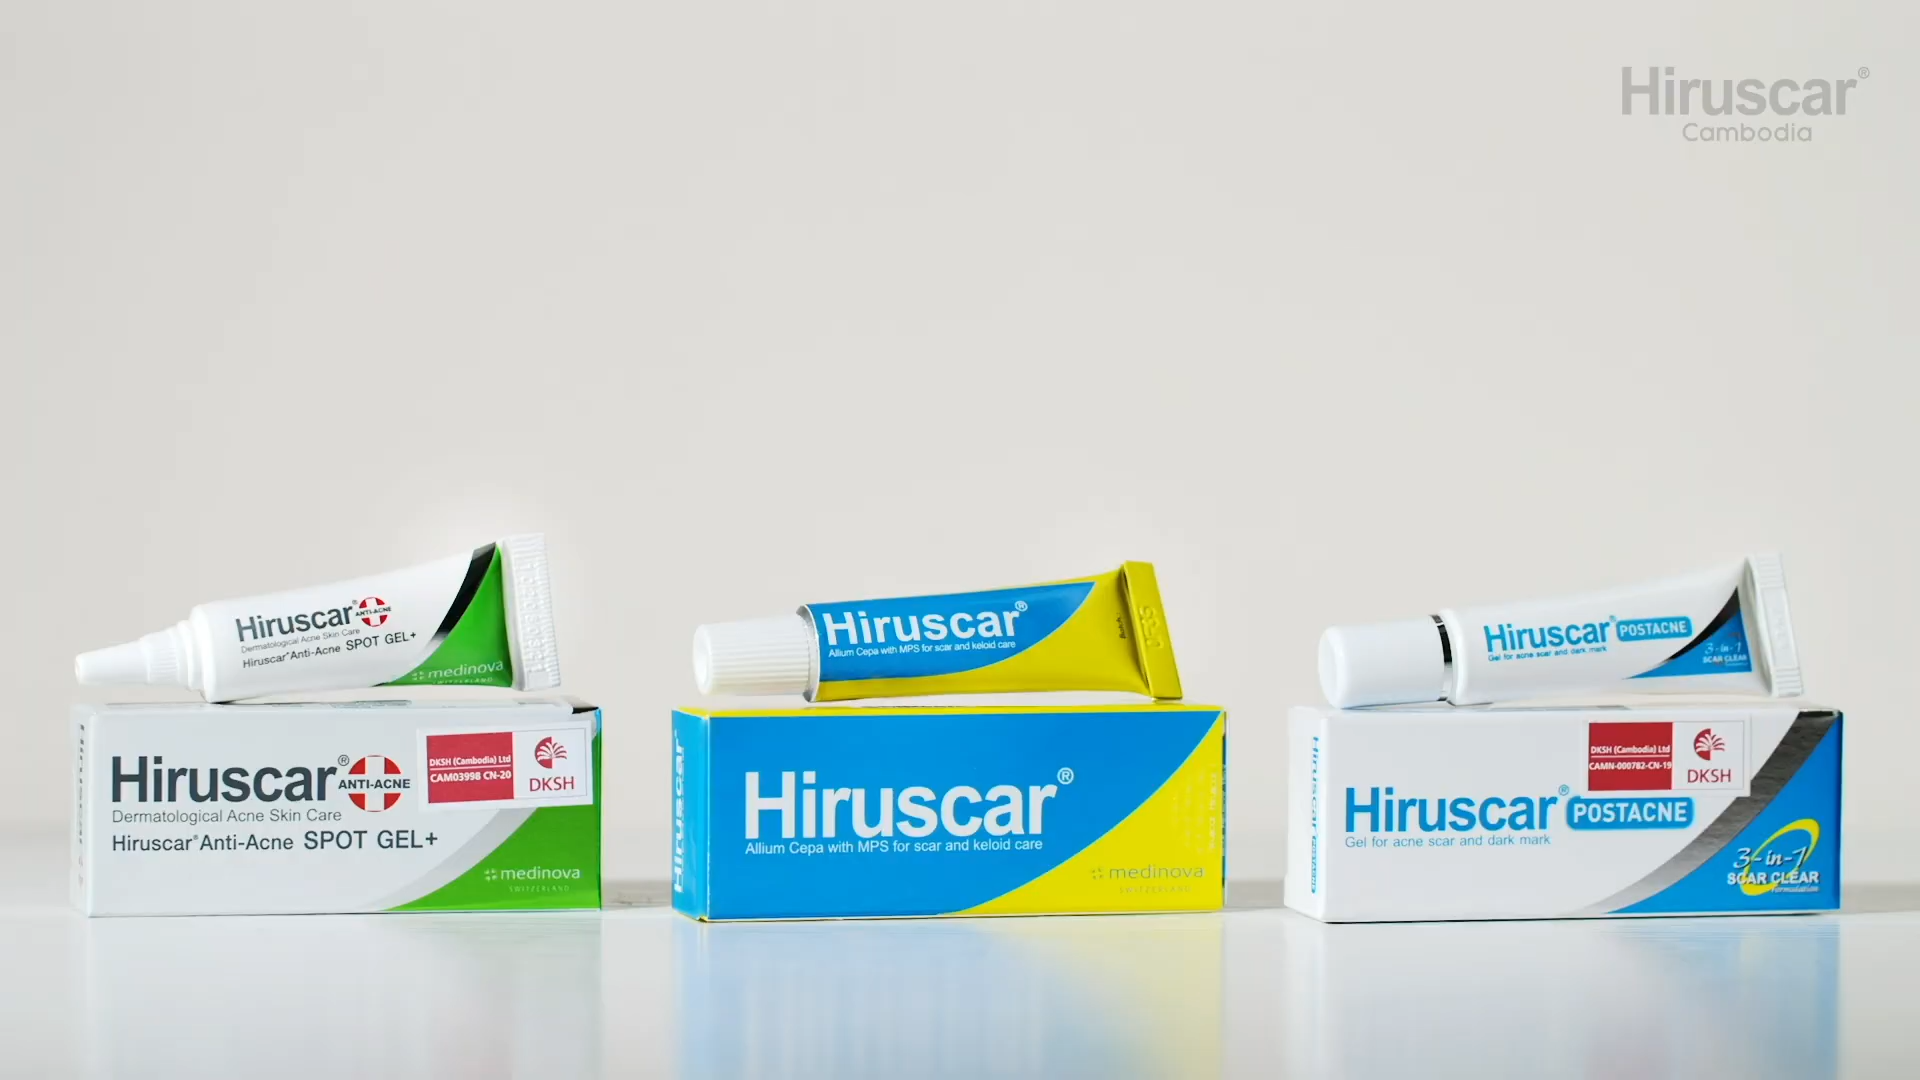 Hiruscar®
Cambodia
Hiruscar® ANTI-ACNE
Dermatological Acne Skin Care
Hiruscar® Anti-Acne SPOT GEL+
medinova
SWITZERLAND
Hiruscar® ANTI-ACNE
Dermatological Acne Skin Care
Hiruscar® Anti-Acne SPOT GEL+
medinova
SWITZERLAND
DKSH (Cambodia) Ltd
CAM0399B CN-20
DKSH
Hiruscar®
Allium Cepa with MPS for scar and keloid care
Hiruscar
Hiruscar®
Allium Cepa with MPS for scar and keloid care
medinova
SWITZERLAND
Hiruscar® POSTACNE
Gel for acne scar and dark mark
3-in-1
SCAR CLEAR
Hiruscar® POSTACNE
Gel for acne scar and dark mark
DKSH (Cambodia) Ltd
CAMN-000782-CN-19
DKSH
3-in-1
SCAR CLEAR
Formulation